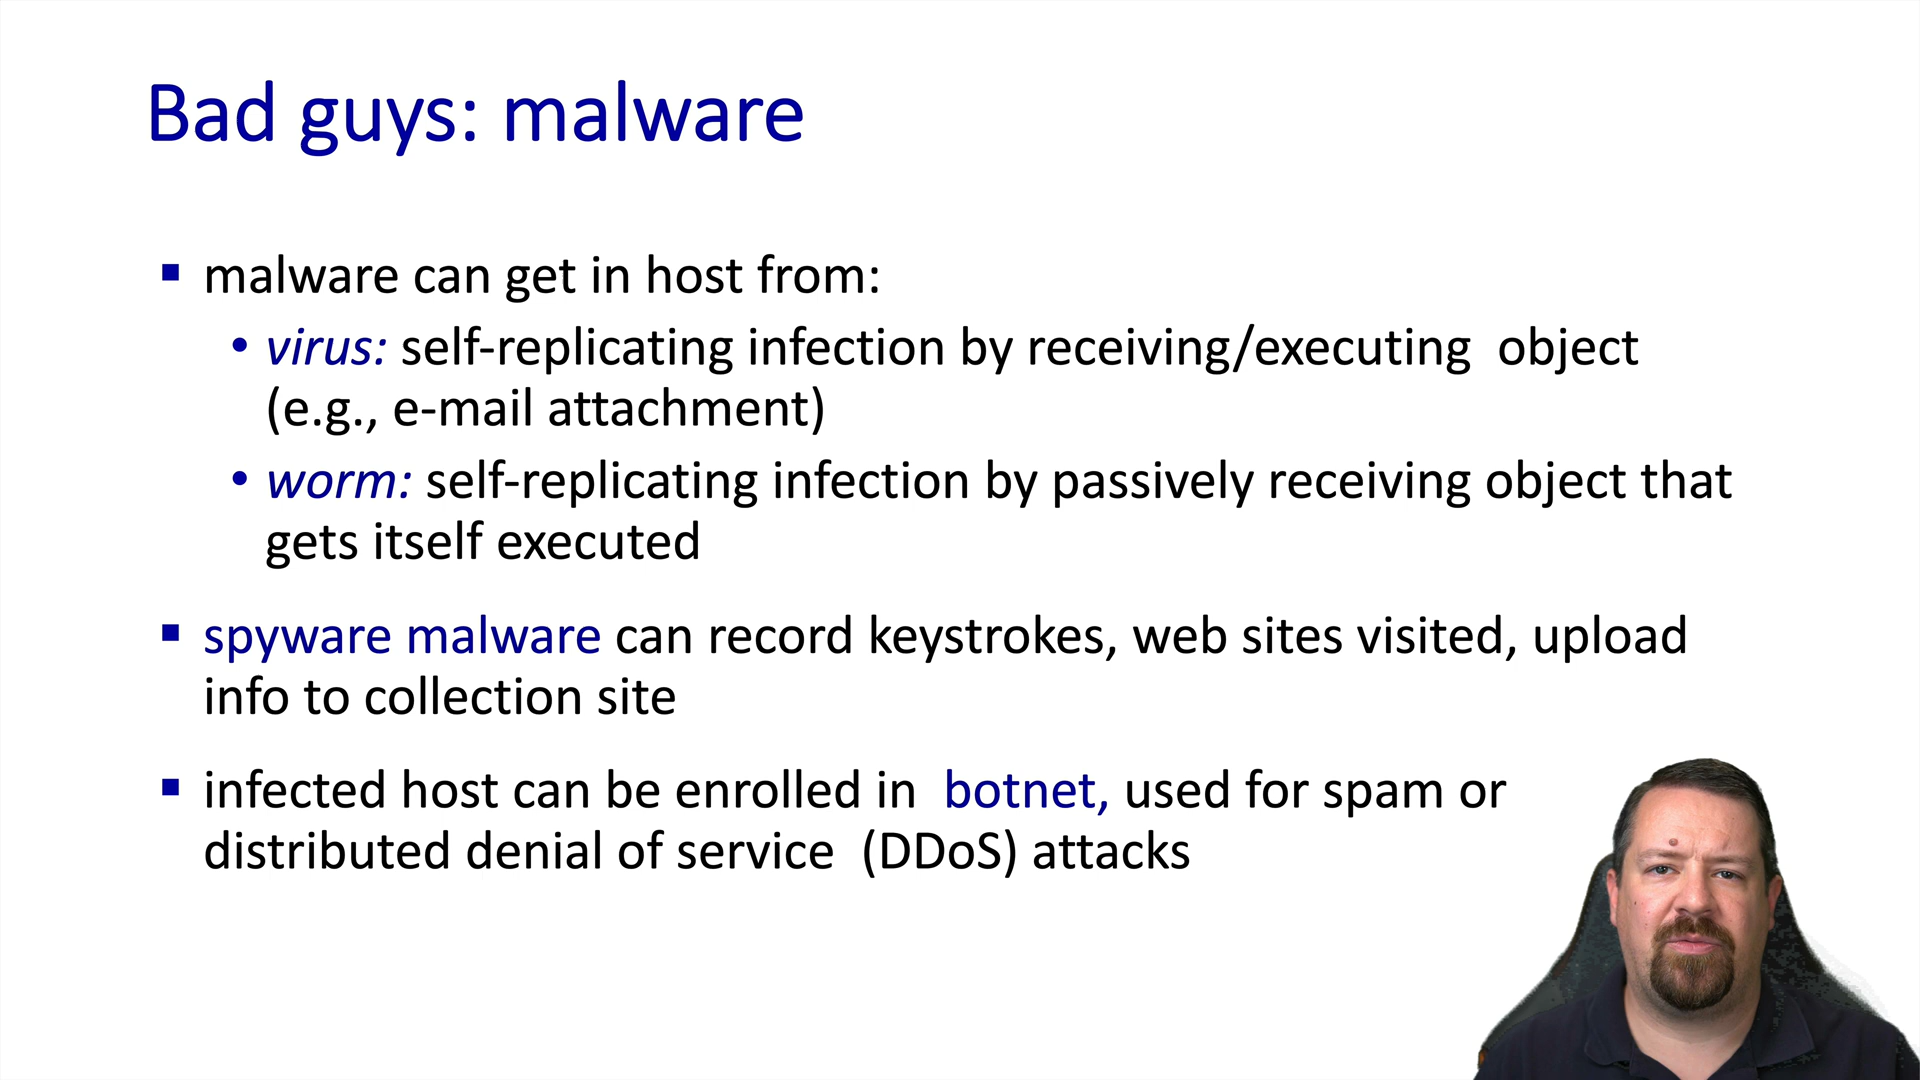 Bad guys: malware
▪ malware can get in host from:
• virus: self-replicating infection by receiving/executing  object
(e.g., e-mail attachment)
• worm: self-replicating infection by passively receiving object that
gets itself executed
▪ spyware malware can record keystrokes, web sites visited, upload
info to collection site
▪ infected host can be enrolled in  botnet, used for spam or
distributed denial of service  (DDoS) attacks